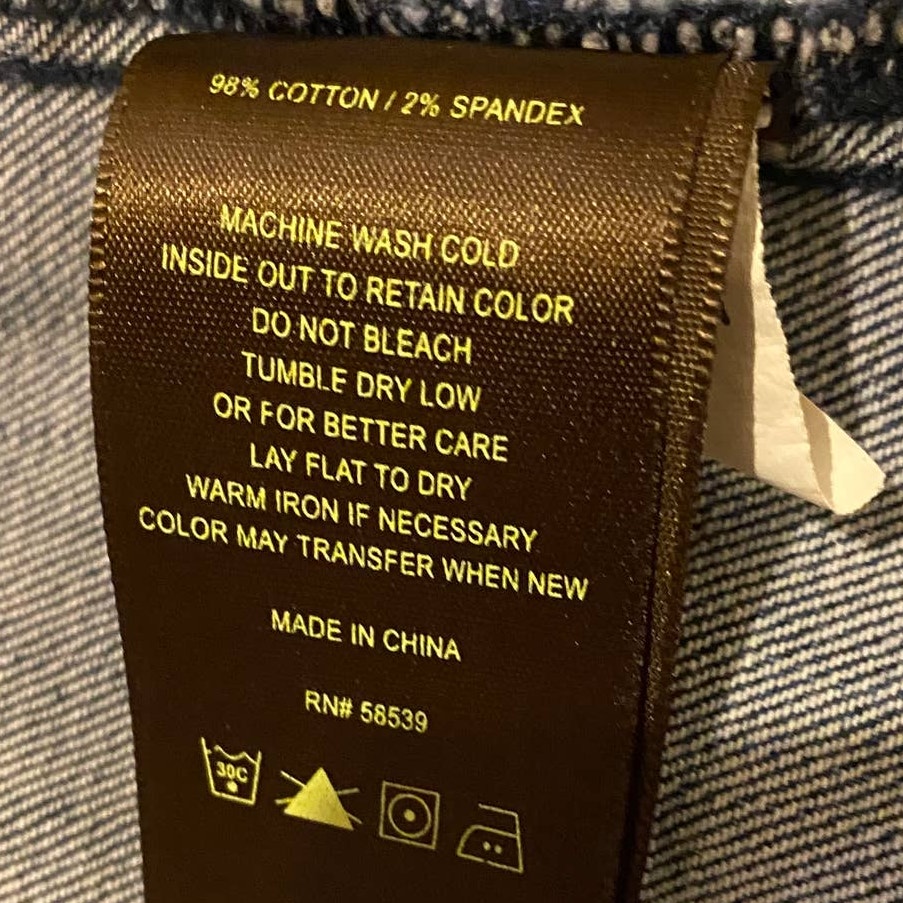 98% COTTON / 2% SPANDEX
MACHINE WASH COLD
INSIDE OUT TO RETAIN COLOR
DO NOT BLEACH
TUMBLE DRY LOW
OR FOR BETTER CARE
LAY FLAT TO DRY
WARM IRON IF NECESSARY
COLOR MAY TRANSFER WHEN NEW
MADE IN CHINA
RN# 58539
30C